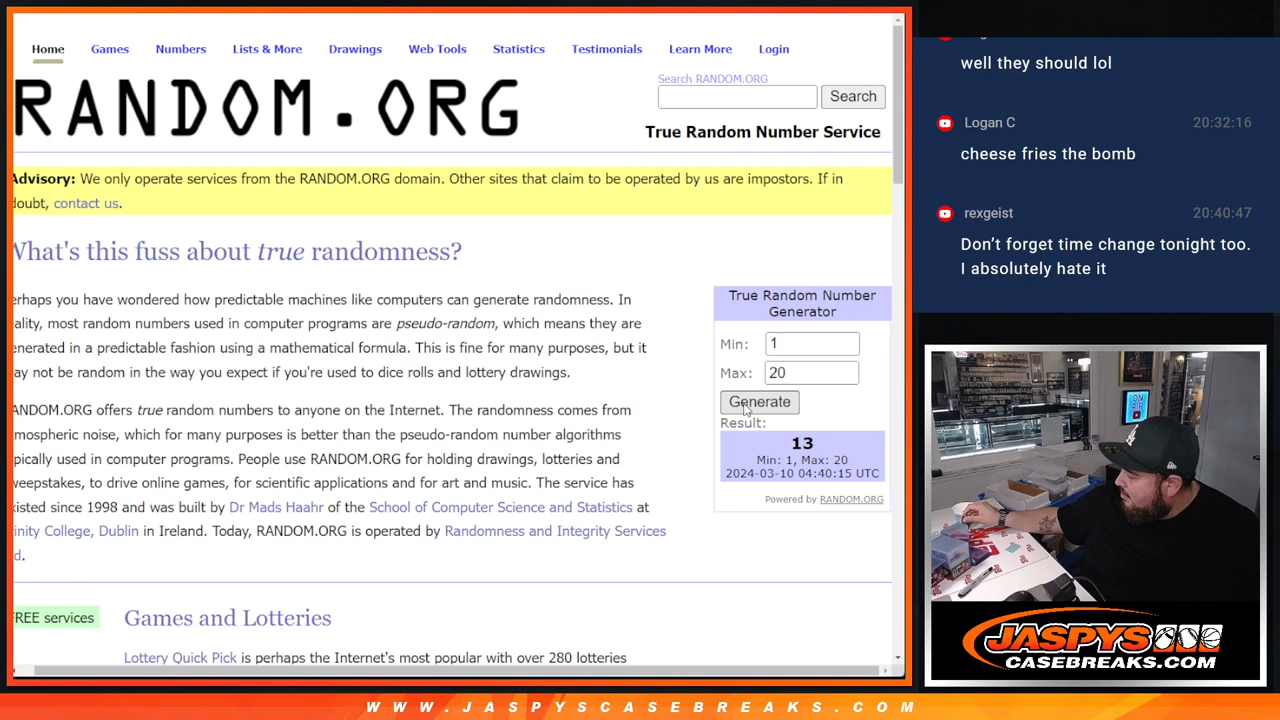 Home Games Numbers Lists & More Drawings Web Tools Statistics Testimonials Learn More Login
RANDOM.ORG
Search RANDOM.ORG
Search
True Random Number Service
Advisory: We only operate services from the RANDOM.ORG domain. Other sites that claim to be operated by us are impostors. If in
doubt, contact us.
What's this fuss about true randomness?
erhaps you have wondered how predictable machines like computers can generate randomness. In
ality, most random numbers used in computer programs are pseudo-random, which means they are
enerated in a predictable fashion using a mathematical formula. This is fine for many purposes, but it
ay not be random in the way you expect if you're used to dice rolls and lottery drawings.
ANDOM.ORG offers true random numbers to anyone on the Internet. The randomness comes from
tmospheric noise, which for many purposes is better than the pseudo-random number algorithms
pically used in computer programs. People use RANDOM.ORG for holding drawings, lotteries and
weepstakes, to drive online games, for scientific applications and for art and music. The service has
xisted since 1998 and was built by Dr Mads Haahr of the School of Computer Science and Statistics at
inity College, Dublin in Ireland. Today, RANDOM.ORG is operated by Randomness and Integrity Services
d.
True Random Number
Generator
Min: 1
Max: 20
Generate
Result:
13
Min: 1, Max: 20
2024-03-10 04:40:15 UTC
Powered by RANDOM.ORG
FREE services
Games and Lotteries
Lottery Quick Pick is perhaps the Internet's most popular with over 280 lotteries
well they should lol
Logan C 20:32:16
cheese fries the bomb
rexgeist 20:40:47
Don't forget time change tonight too.
I absolutely hate it
JASPYS
CASEBREAKS.COM
WWW.JASPYSCASEBREAKS.COM